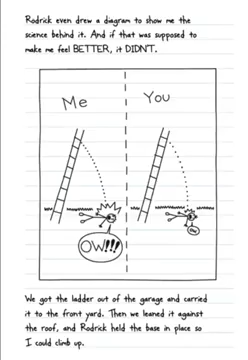 Rodrick even drew a diagram to show me the
science behind it. And if that was supposed to
make me feel BETTER, it DIDN'T.
Me
You
OW!!!
OW
We got the ladder out of the garage and carried
it to the front yard. Then we leaned it against
the roof, and Rodrick held the base in place so
I could climb up.